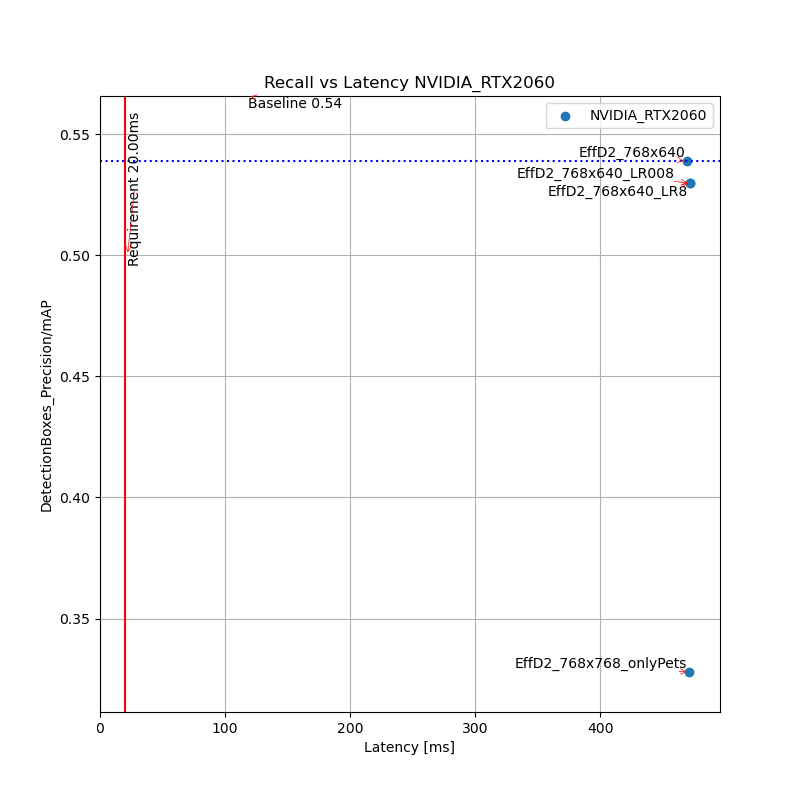 Recall vs Latency NVIDIA_RTX2060
Baseline 0.54
NVIDIA_RTX2060
Requirement 20.00ms
EffD2_768x640
EffD2_768x640_LR008
EffD2_768x640_LR8
EffD2_768x768_onlyPets
DetectionBoxes_Precision/mAP
0.55
0.50
0.45
0.40
0.35
0
100
200
300
400
Latency [ms]